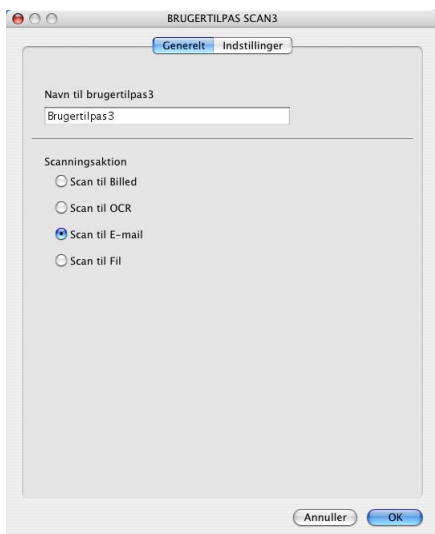 BRUGERTILPAS SCAN3
Generelt Indstillinger
Navn til brugertilpas3
Brugertilpas3
Scanningsaktion
Scan til Billed
Scan til OCR
Scan til E-mail
Scan til Fil
Annuller OK